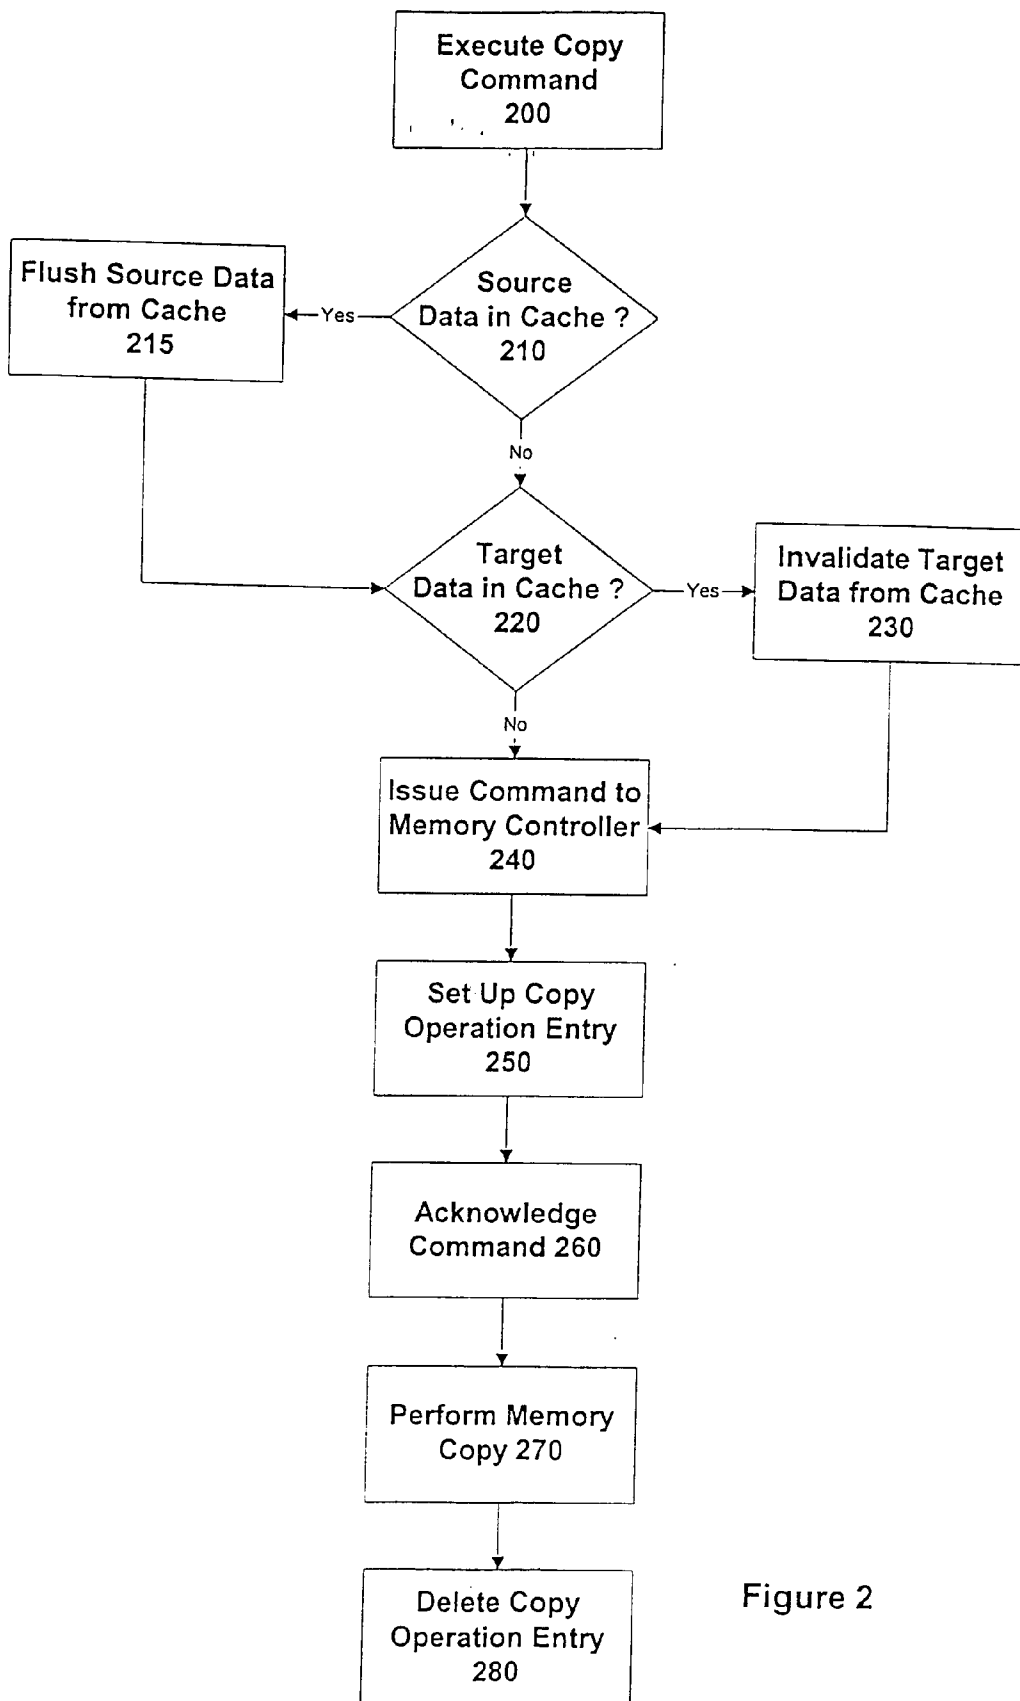 Execute Copy
Command
200
Flush Source Data
from Cache
215
Yes
Source
Data in Cache ?
210
No
Target
Data in Cache ?
220
Yes
Invalidate Target
Data from Cache
230
No
Issue Command to
Memory Controller
240
Set Up Copy
Operation Entry
250
Acknowledge
Command 260
Perform Memory
Copy 270
Delete Copy
Operation Entry
280
Figure 2